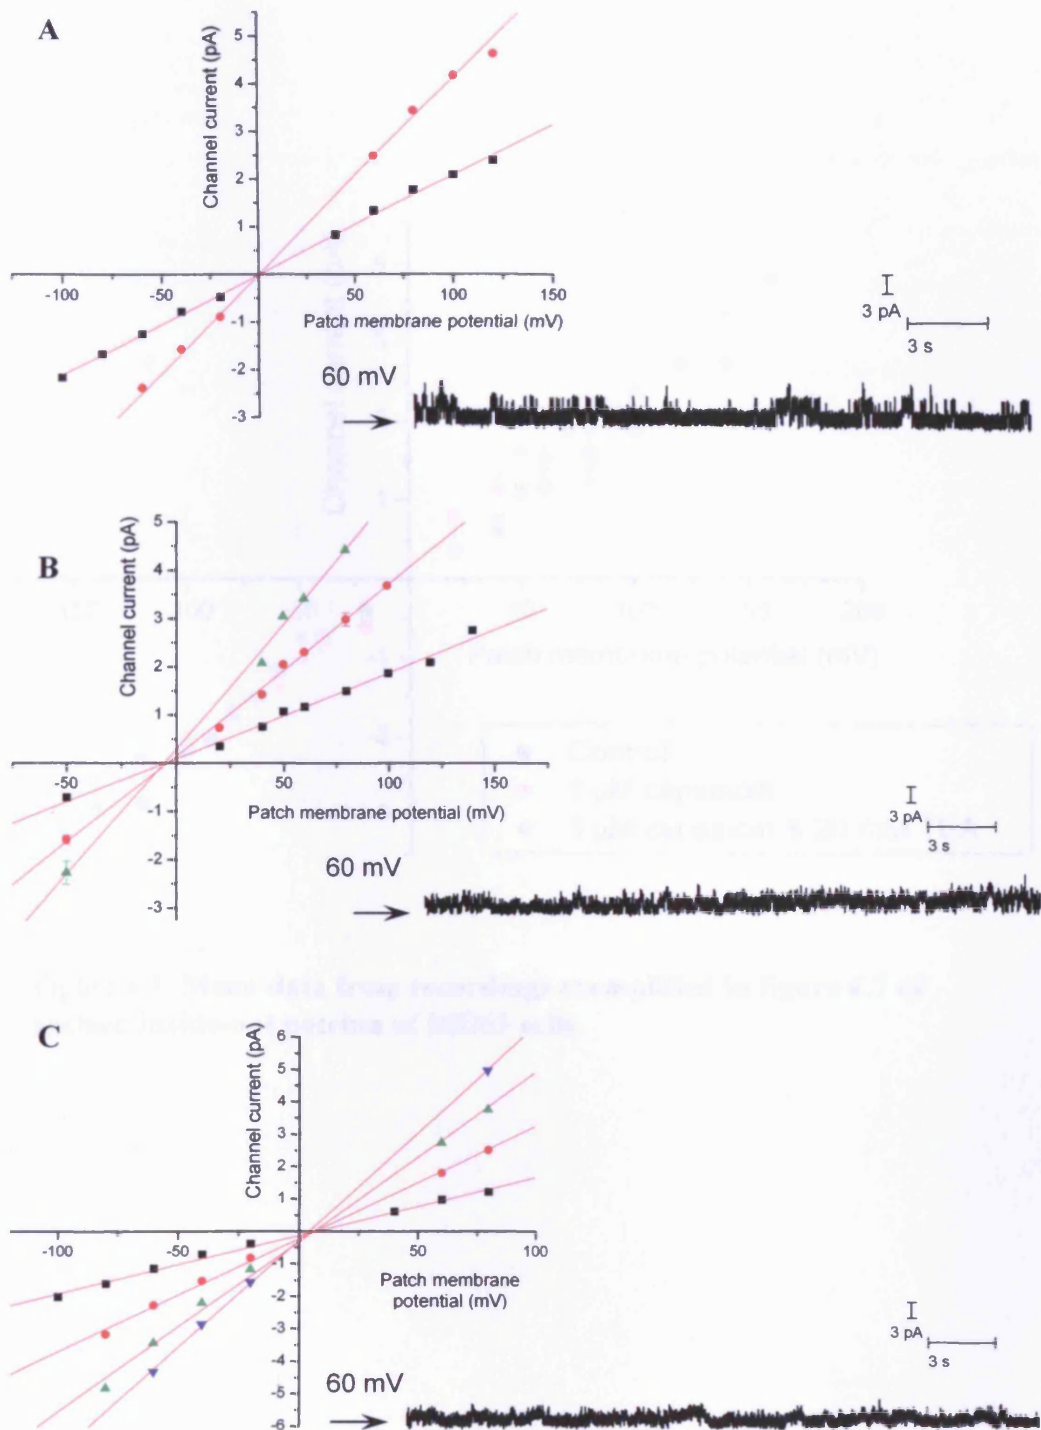 A
Channel current (pA)
5
4
3
2
1
-100
-50
50
100
150
-1
-2
-3
Patch membrane potential (mV)
3 pA
3 s
60 mV
B
Channel current (pA)
5
4
3
2
1
-50
50
100
150
-1
-2
-3
Patch membrane potential (mV)
3 pA
3 s
60 mV
C
Channel current (pA)
6
5
4
3
2
1
-100
-50
50
100
-1
-2
-3
-4
-5
-6
Patch membrane
potential (mV)
3 pA
3 s
60 mV